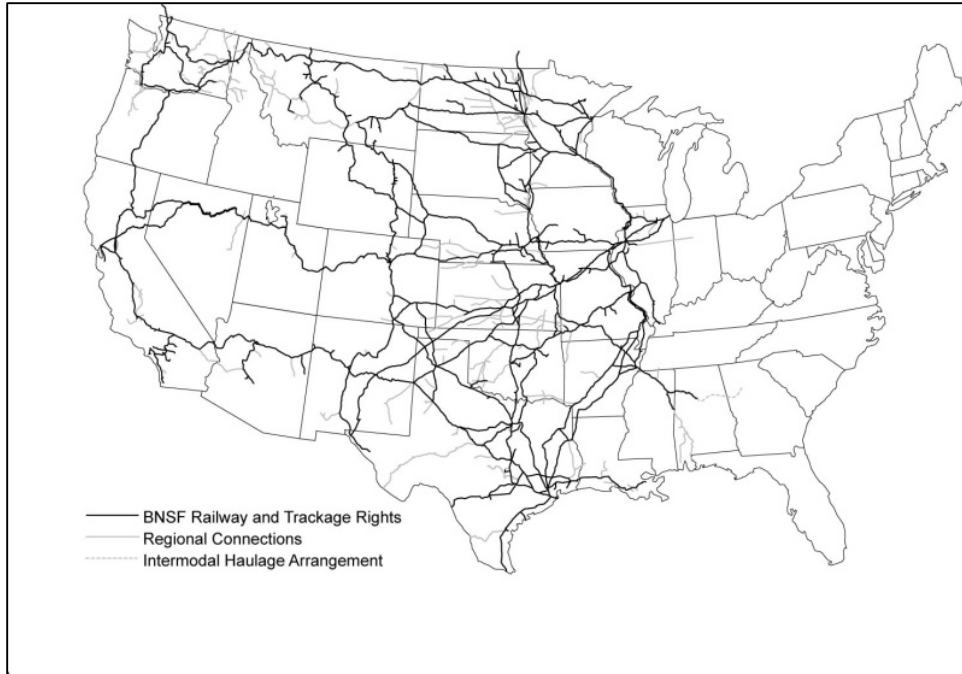 BNSF Railway and Trackage Rights
Regional Connections
Intermodal Haulage Arrangement